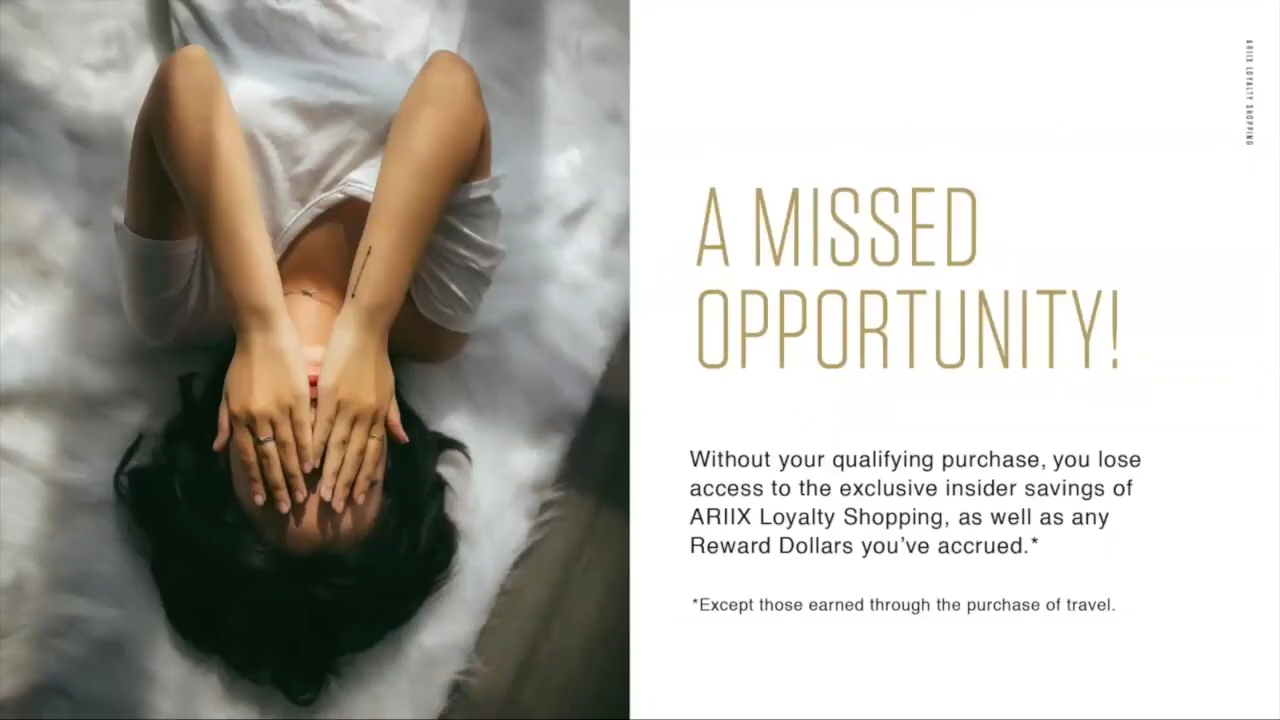 ARIIX LOYALTY SHOPPING
A MISSED
OPPORTUNITY!
Without your qualifying purchase, you lose
access to the exclusive insider savings of
ARIIX Loyalty Shopping, as well as any
Reward Dollars you've accrued.*
*Except those earned through the purchase of travel.